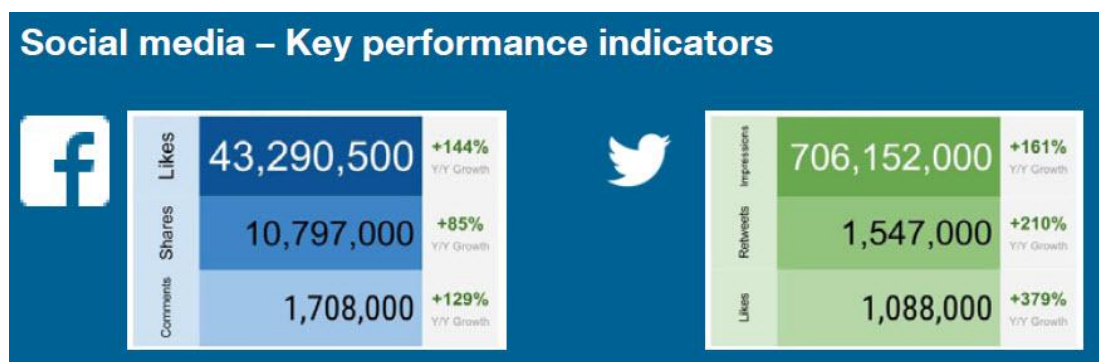 Social media – Key performance indicators
Likes
43,290,500
+144%
Y/Y Growth
Shares
10,797,000
+85%
Y/Y Growth
Comments
1,708,000
+129%
Y/Y Growth
Impressions
706,152,000
+161%
Y/Y Growth
Retweets
1,547,000
+210%
Y/Y Growth
Likes
1,088,000
+379%
Y/Y Growth